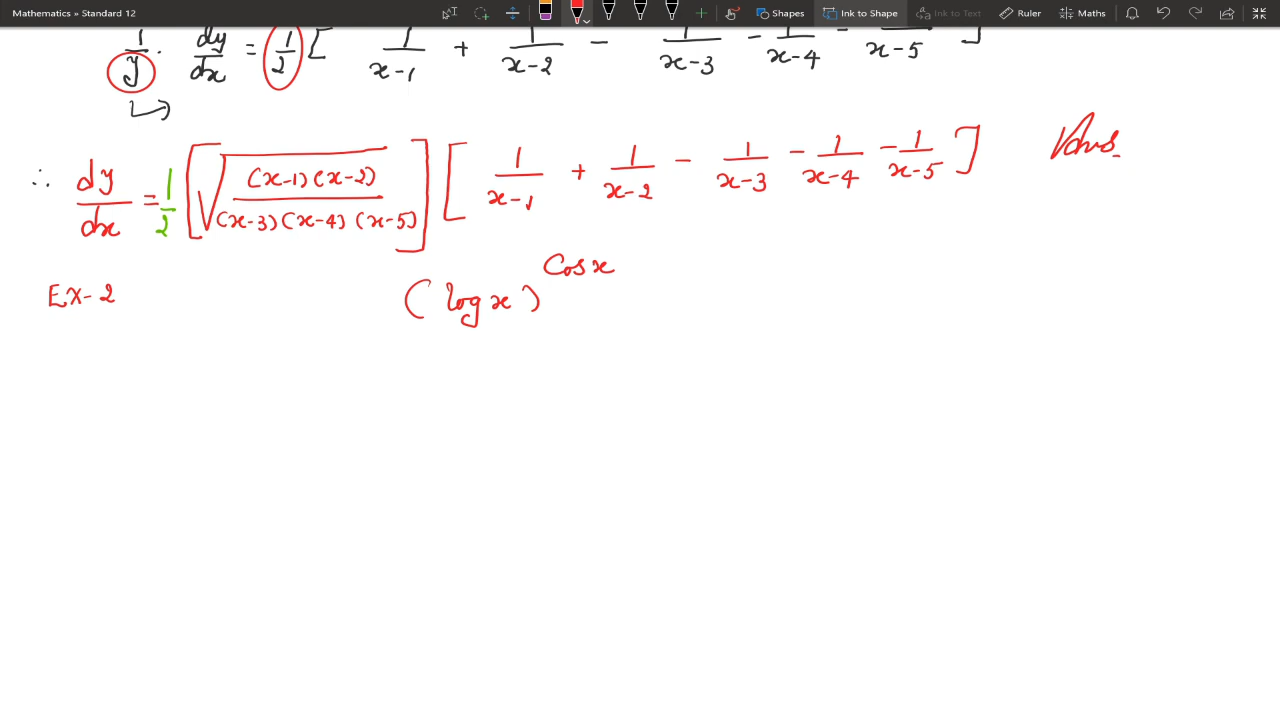 Mathematics » Standard 12
Shapes Ink to Shape Ink to Text Ruler Maths
1/y · dy/dx = 1/2 [ 1/(x-1) + 1/(x-2) - 1/(x-3) - 1/(x-4) - 1/(x-5) ]
∴ dy/dx = 1/2 [√((x-1)(x-2)/(x-3)(x-4)(x-5))] [ 1/(x-1) + 1/(x-2) - 1/(x-3) - 1/(x-4) - 1/(x-5) ]
EX-2 (log x)^Cos x